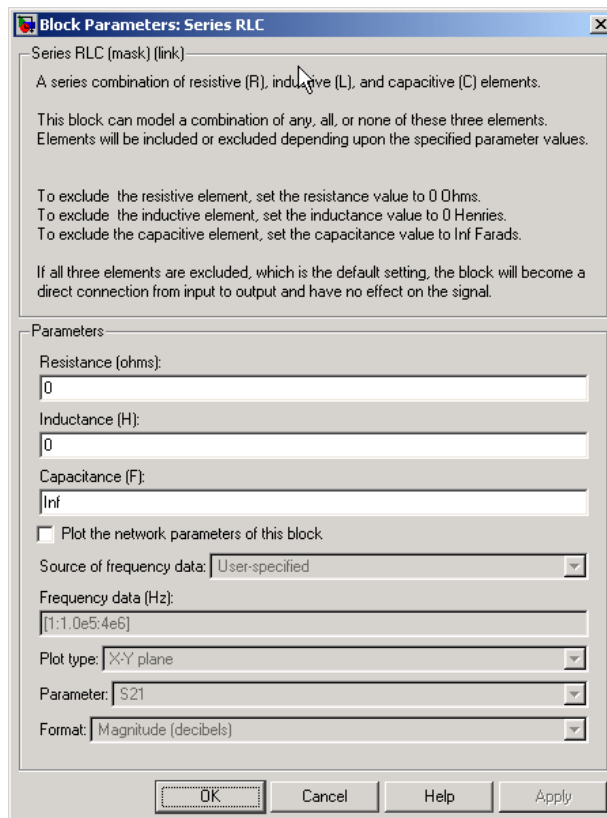 Block Parameters: Series RLC
Series RLC (mask) (link)
A series combination of resistive (R), inductive (L), and capacitive (C) elements.
This block can model a combination of any, all, or none of these three elements.
Elements will be included or excluded depending upon the specified parameter values.
To exclude the resistive element, set the resistance value to 0 Ohms.
To exclude the inductive element, set the inductance value to 0 Henries.
To exclude the capacitive element, set the capacitance value to Inf Farads.
If all three elements are excluded, which is the default setting, the block will become a
direct connection from input to output and have no effect on the signal.
Parameters
Resistance (ohms):
0
Inductance (H):
0
Capacitance (F):
Inf
Plot the network parameters of this block
Source of frequency data: User-specified
Frequency data (Hz):
[1:1.0e5:4e6]
Plot type: X-Y plane
Parameter: S21
Format: Magnitude (decibels)
OK Cancel Help Apply